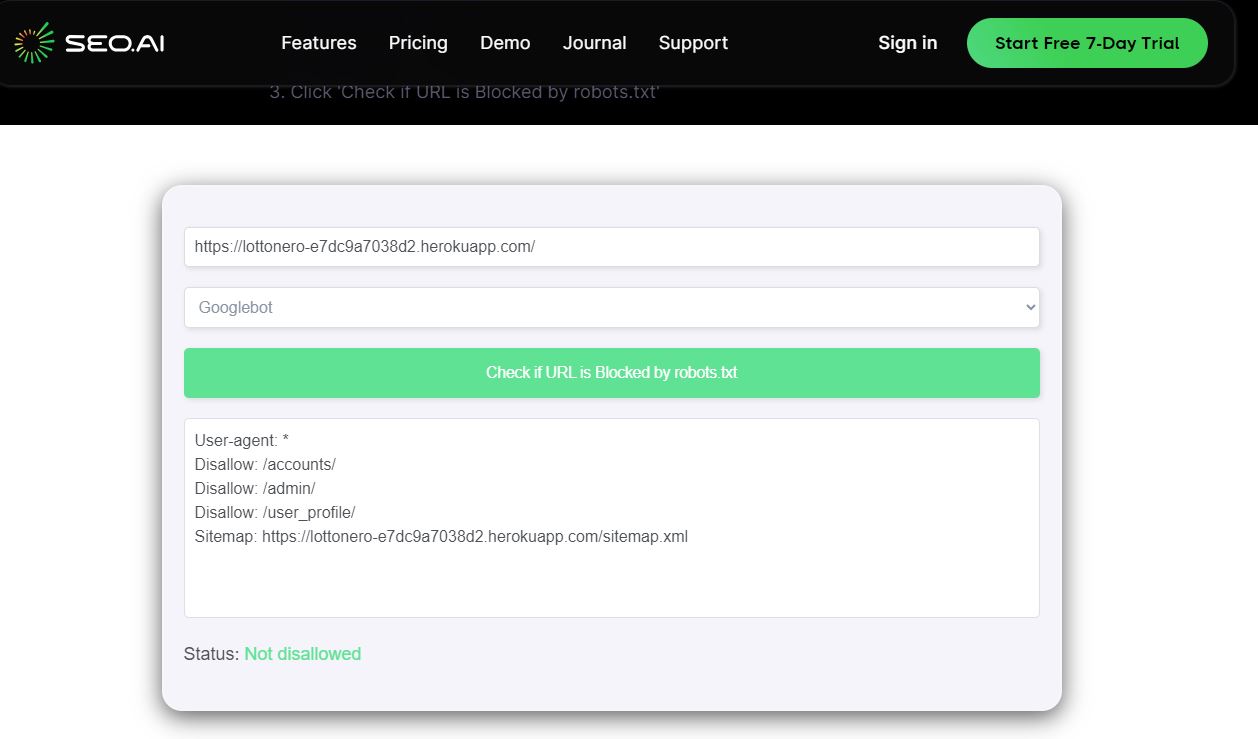 SEO.AI Features Pricing Demo Journal Support Sign in Start Free 7-Day Trial
3. Click 'Check if URL is Blocked by robots.txt'
https://lottonero-e7dc9a7038d2.herokuapp.com/
Googlebot
Check if URL is Blocked by robots.txt
User-agent: *
Disallow: /accounts/
Disallow: /admin/
Disallow: /user_profile/
Sitemap: https://lottonero-e7dc9a7038d2.herokuapp.com/sitemap.xml
Status: Not disallowed